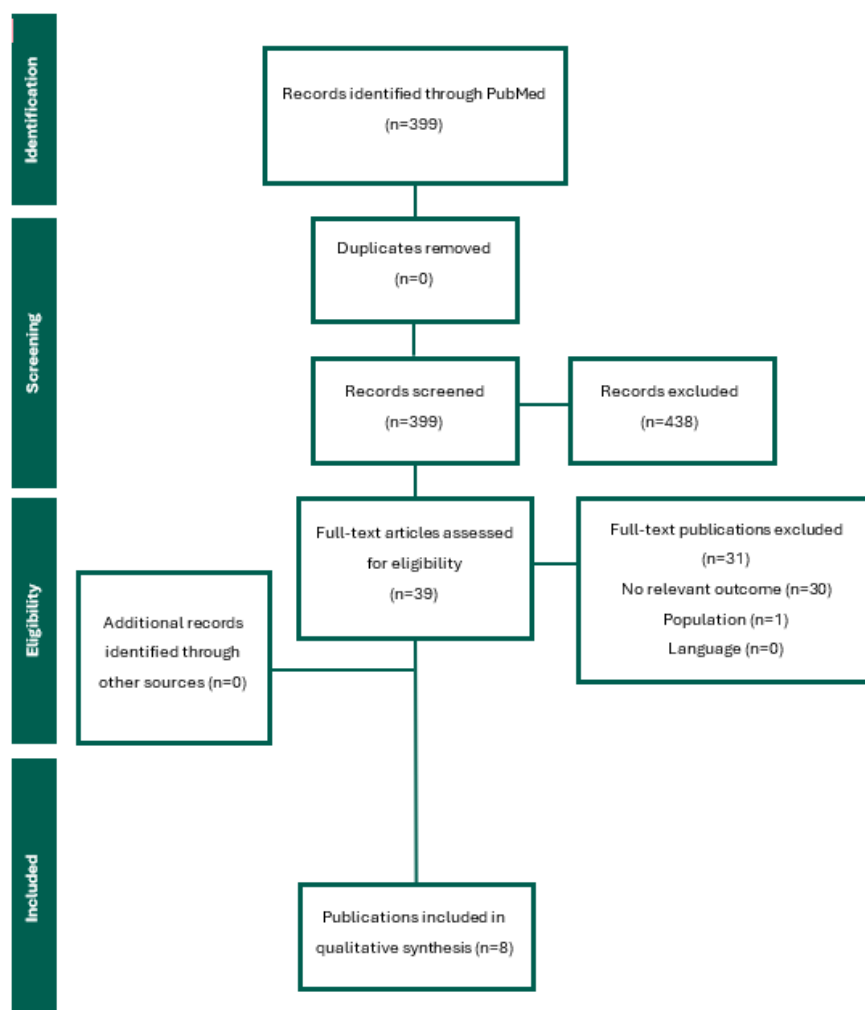 Identification
Records identified through PubMed
(n=399)
Screening
Duplicates removed
(n=0)
Records screened
(n=399)
Records excluded
(n=438)
Eligibility
Full-text articles assessed
for eligibility
(n=39)
Full-text publications excluded
(n=31)
No relevant outcome (n=30)
Population (n=1)
Language (n=0)
Additional records
identified through
other sources (n=0)
Included
Publications included in
qualitative synthesis (n=8)